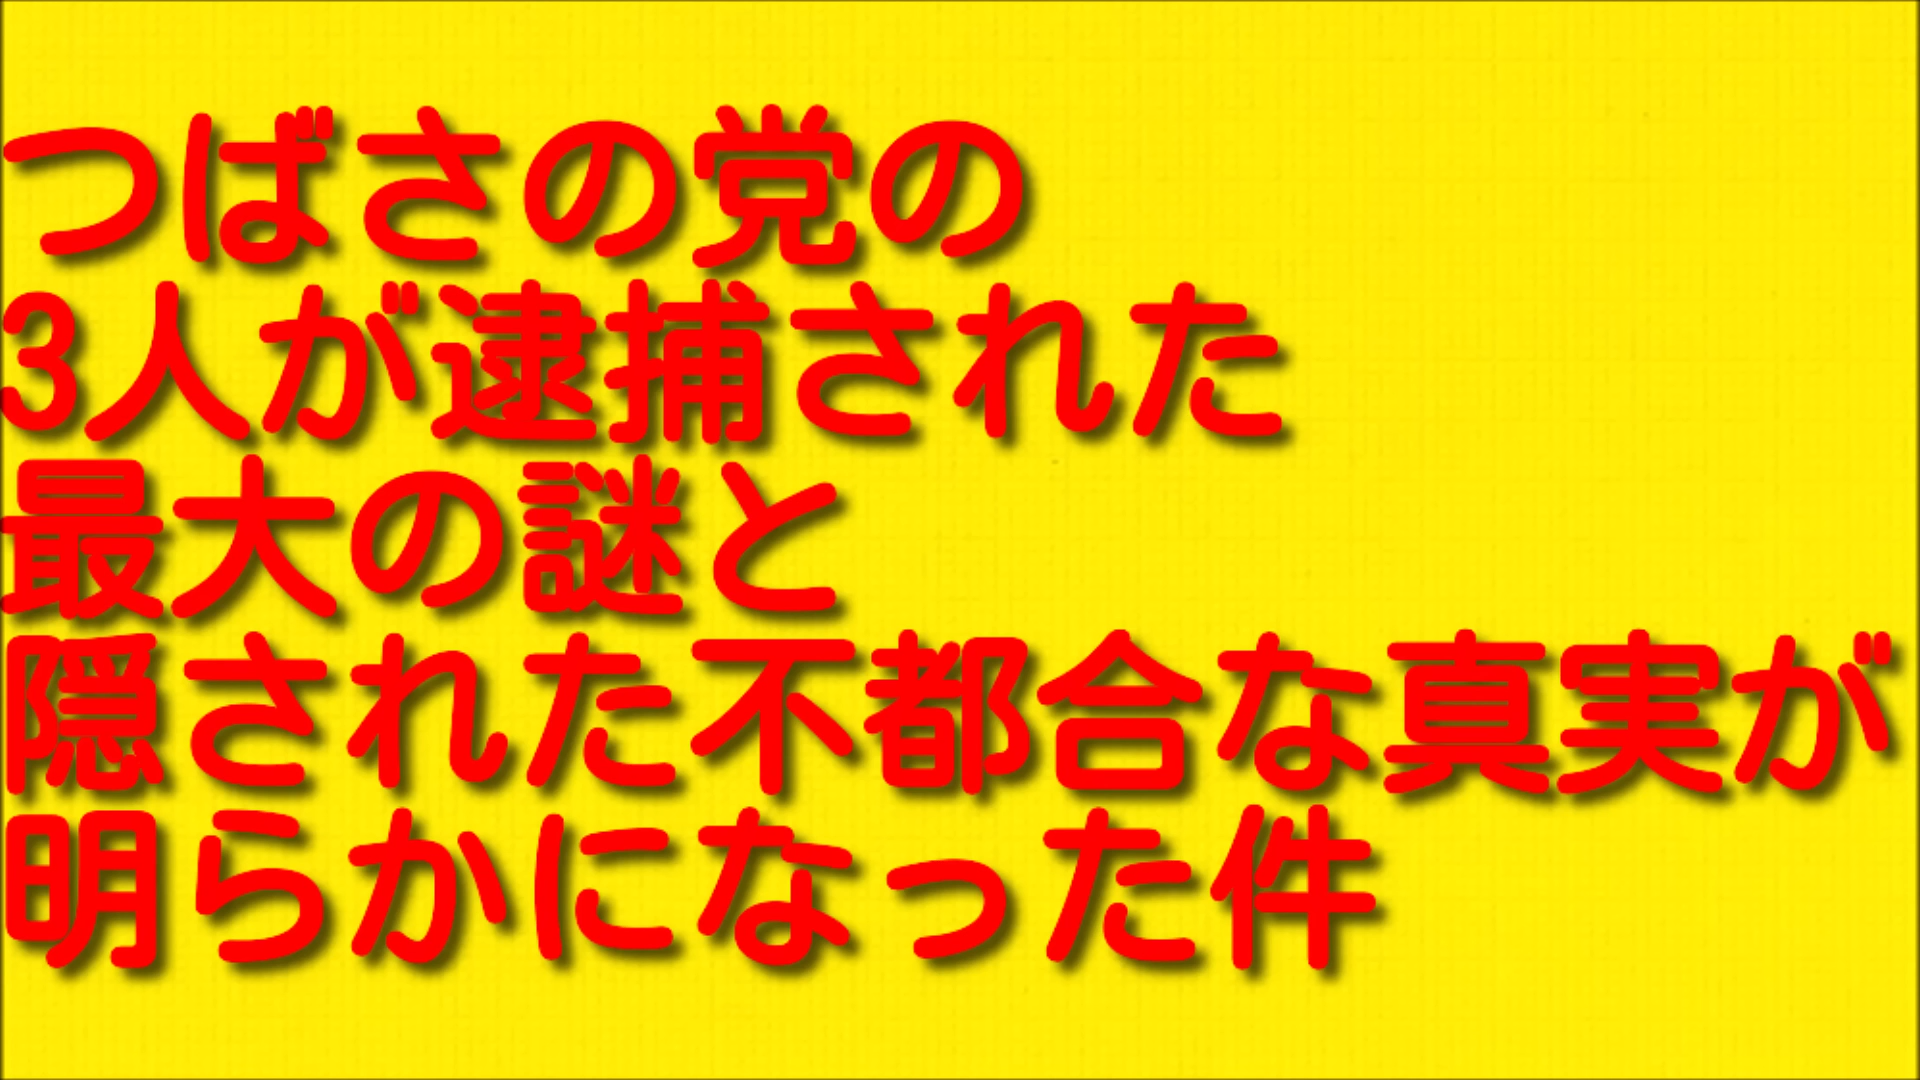 つばさの党の
3人が逮捕された
最大の謎と
隠された不都合な真実が
明らかになった件